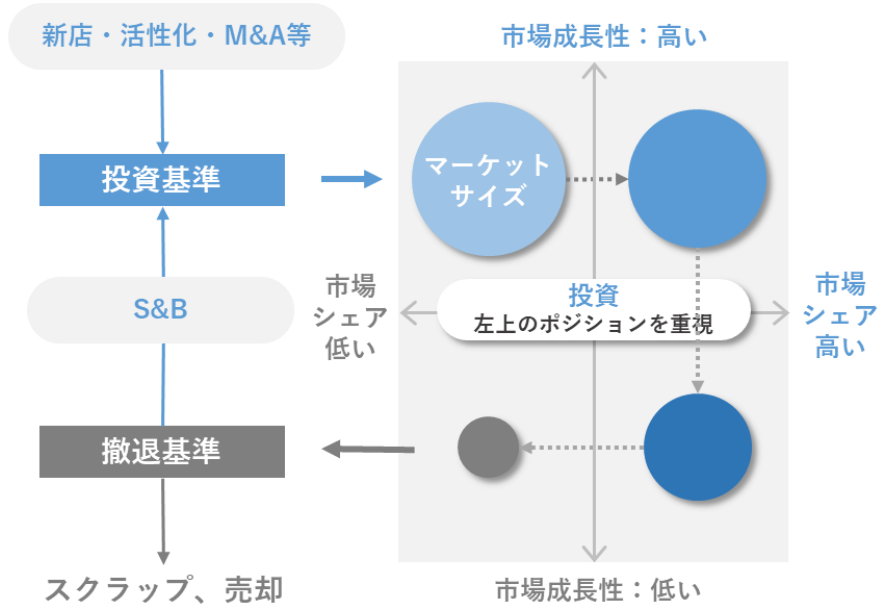 新店・活性化・M&A等
投資基準
S&B
撤退基準
スクラップ、売却
市場成長性：高い
マーケット
サイズ
市場
シェア
低い
投資
左上のポジションを重視
市場
シェア
高い
市場成長性：低い